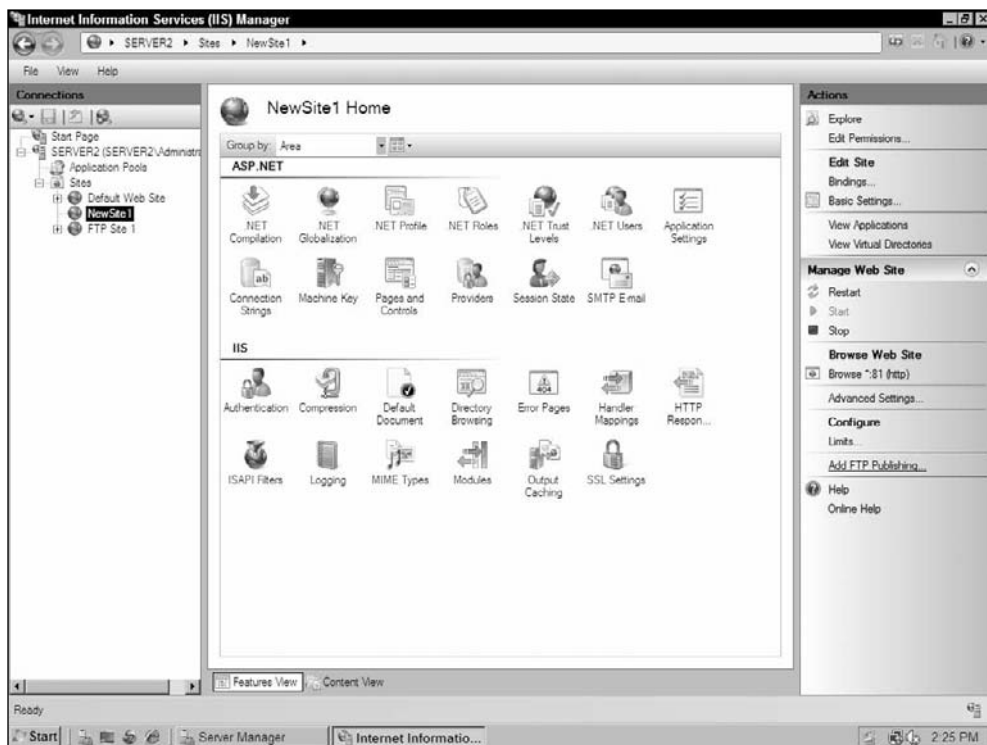 Internet Information Services (IIS) Manager
SERVER2 Sites NewSite1
File View Help
Connections
Start Page
SERVER2 (SERVER2\Administr
Application Pools
Sites
Default Web Site
NewSite1
FTP Site 1
NewSite1 Home
Group by: Area
ASP.NET
.NET Compilation
.NET Globalization
.NET Profile
.NET Roles
.NET Trust Levels
.NET Users
Application Settings
Connection Strings
Machine Key
Pages and Controls
Providers
Session State
SMTP E-mail
IIS
Authentication
Compression
Default Document
Directory Browsing
Error Pages
Handler Mappings
HTTP Respon...
ISAPI Filters
Logging
MIME Types
Modules
Output Caching
SSL Settings
Features View
Content View
Actions
Explore
Edit Permissions...
Edit Site
Bindings...
Basic Settings...
View Applications
View Virtual Directories
Manage Web Site
Restart
Start
Stop
Browse Web Site
Browse *:81 (http)
Advanced Settings...
Configure
Limits...
Add FTP Publishing...
Help
Online Help
Ready
Start
Server Manager
Internet Informatio...
2:25 PM